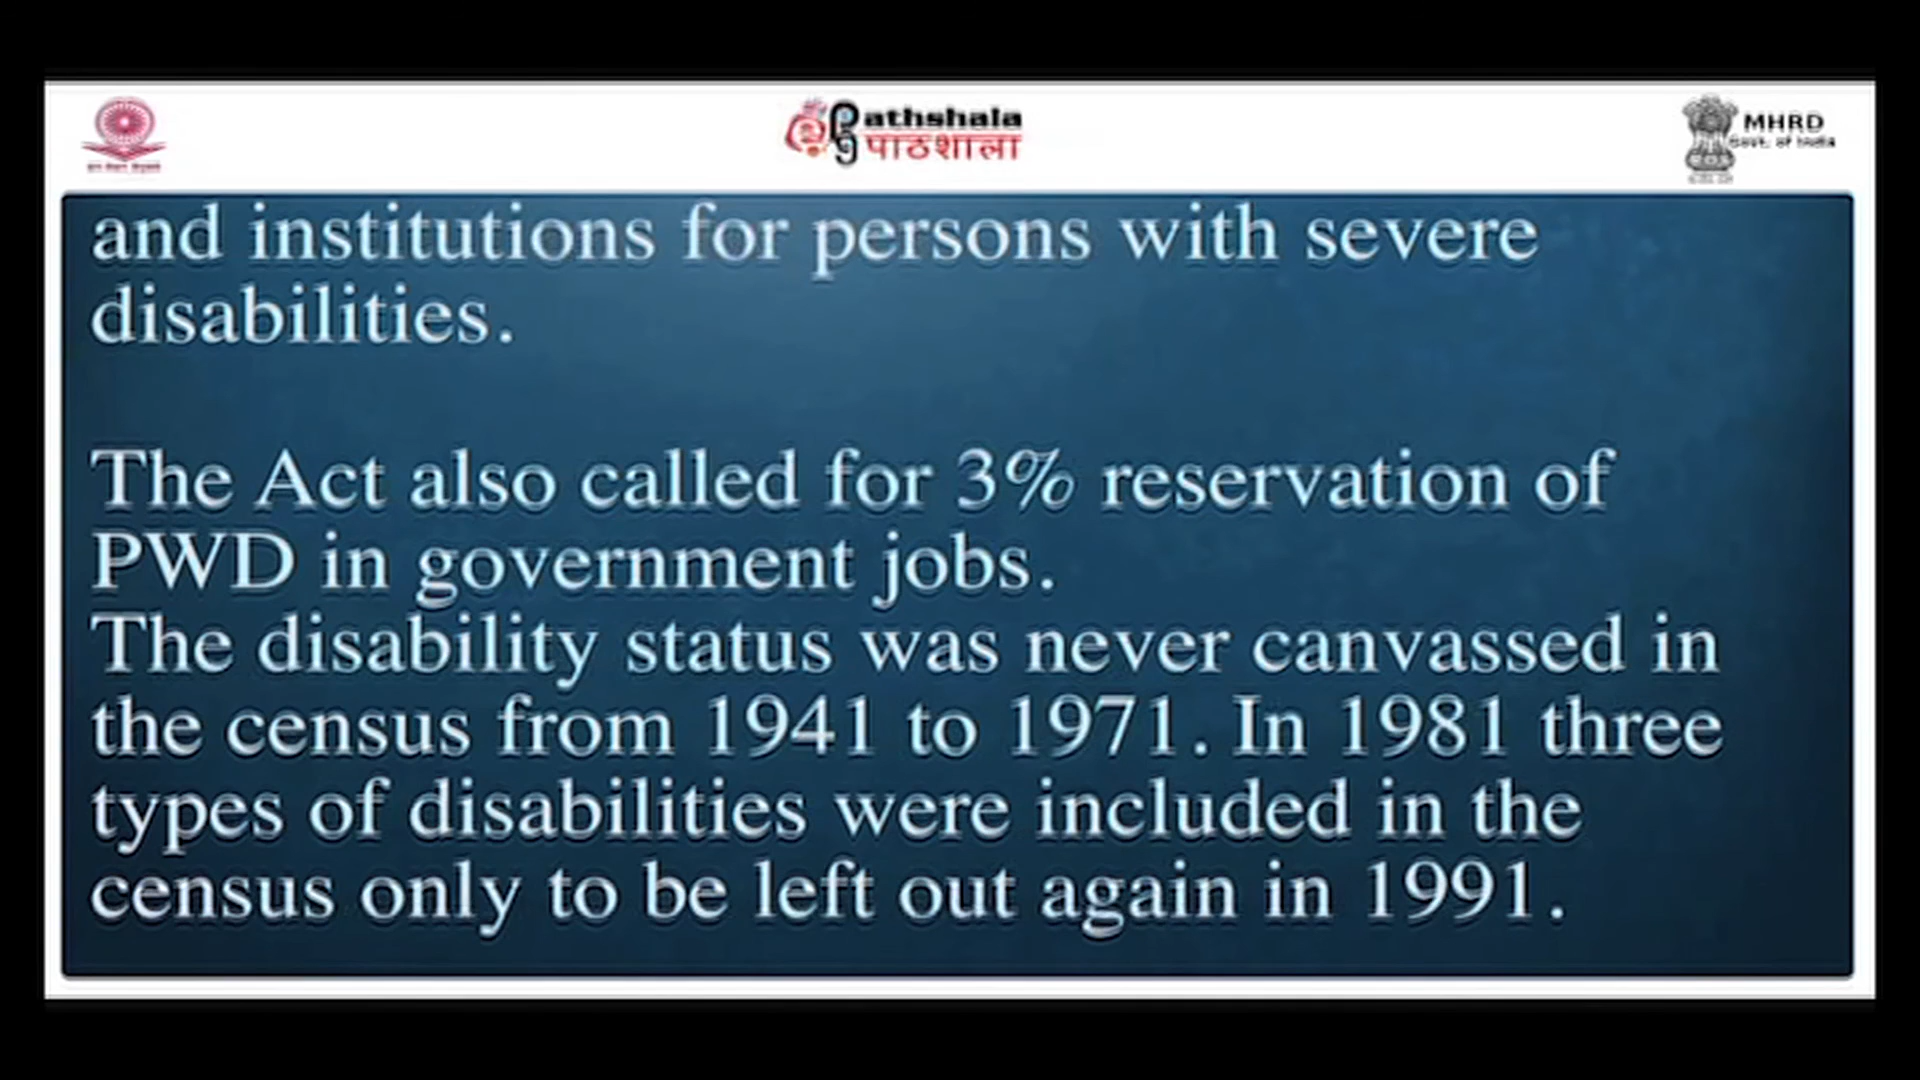 athshala
पाठशाला
MHRD
Govt. of India
and institutions for persons with severe
disabilities.
The Act also called for 3% reservation of
PWD in government jobs.
The disability status was never canvassed in
the census from 1941 to 1971. In 1981 three
types of disabilities were included in the
census only to be left out again in 1991.